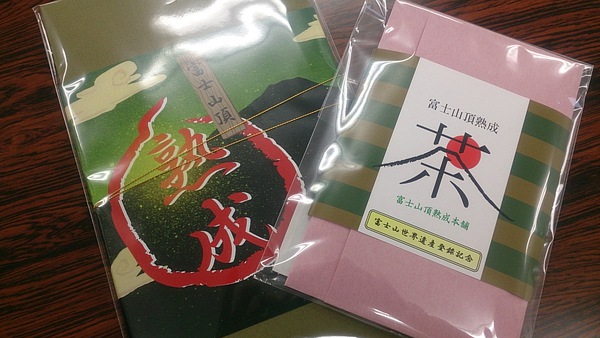 富士山頂
熟成
富士山頂熟成
茶
富士山頂熟成本舗
富士山世界遺産登録記念